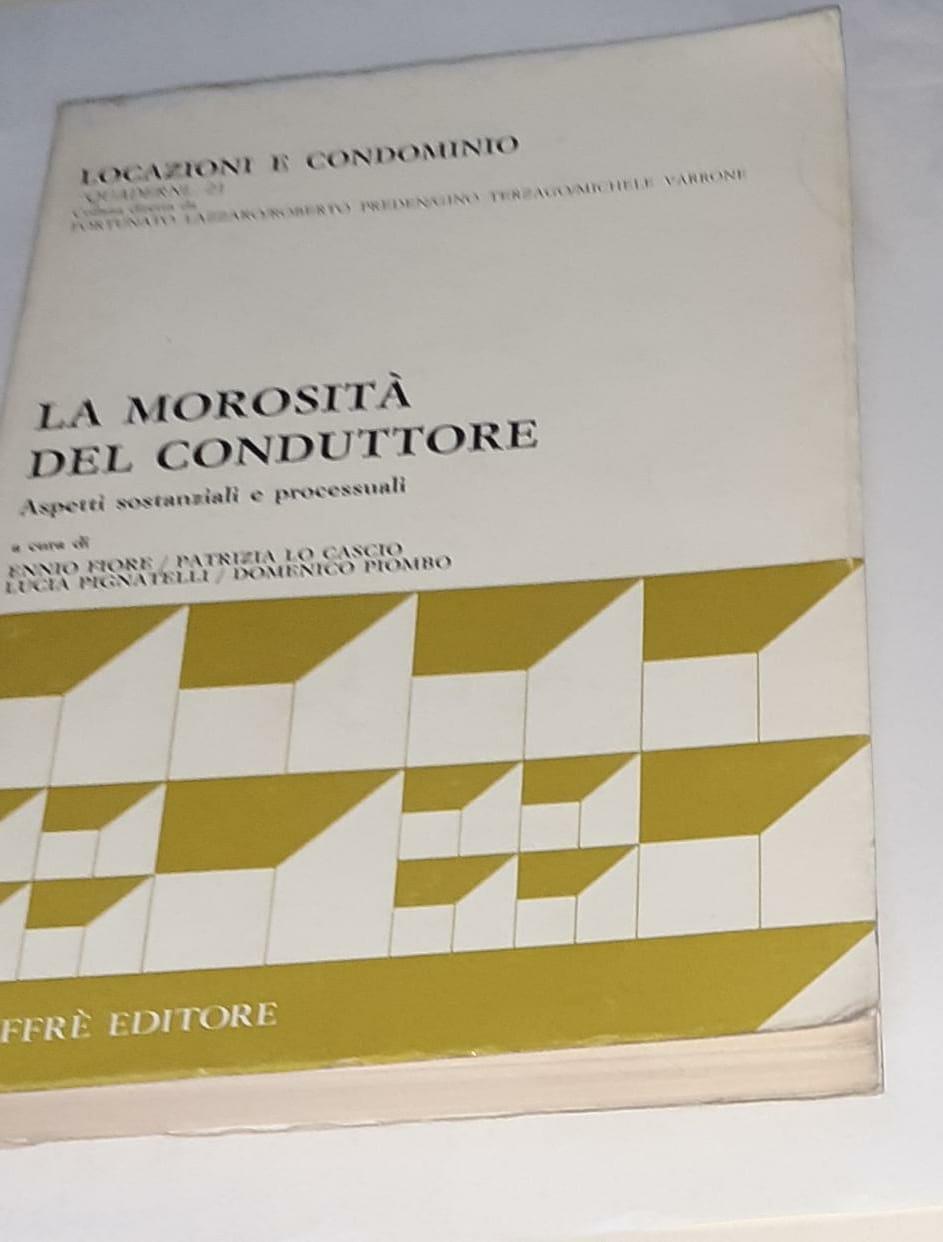 LOCAZIONI E CONDOMINIO
QUADERNI 21
Collana diretta da
FORTUNATO LAZZARO/ROBERTO PREDEN/GINO TERZAGO/MICHELE VARRONE
LA MOROSITÀ
DEL CONDUTTORE
Aspetti sostanziali e processuali
a cura di
ENNIO FIORE / PATRIZIA LO CASCIO
LUCIA PIGNATELLI / DOMENICO PIOMBO
FFRÈ EDITORE